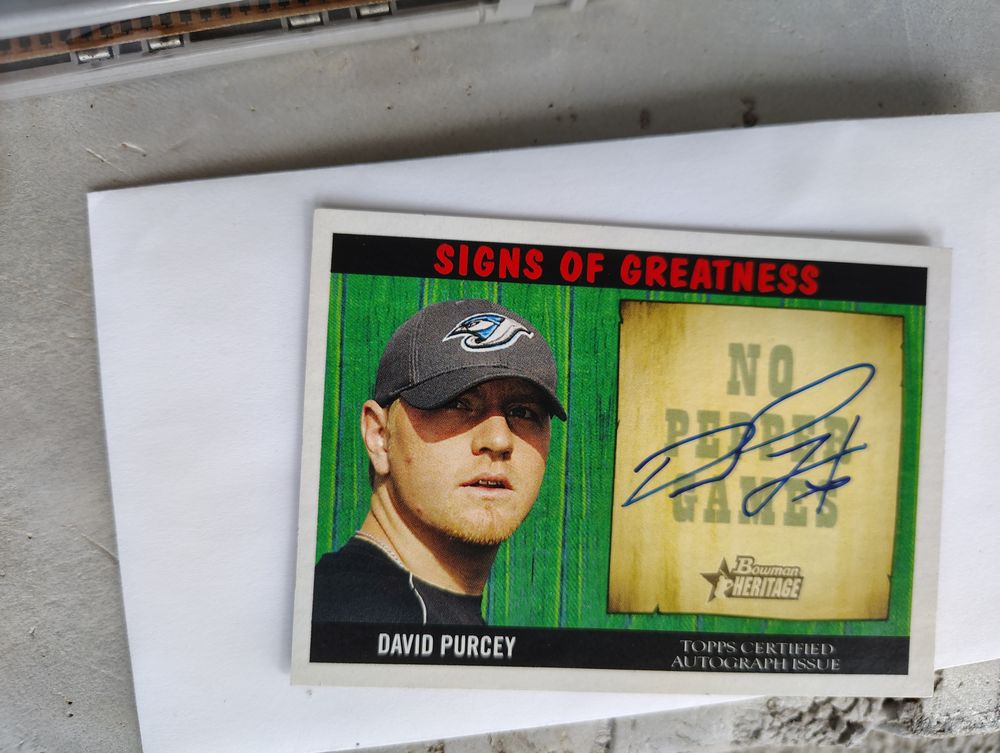 SIGNS OF GREATNESS
NO
PEPPER
GAMES
Bowman
HERITAGE
DAVID PURCEY
TOPPS CERTIFIED
AUTOGRAPH ISSUE